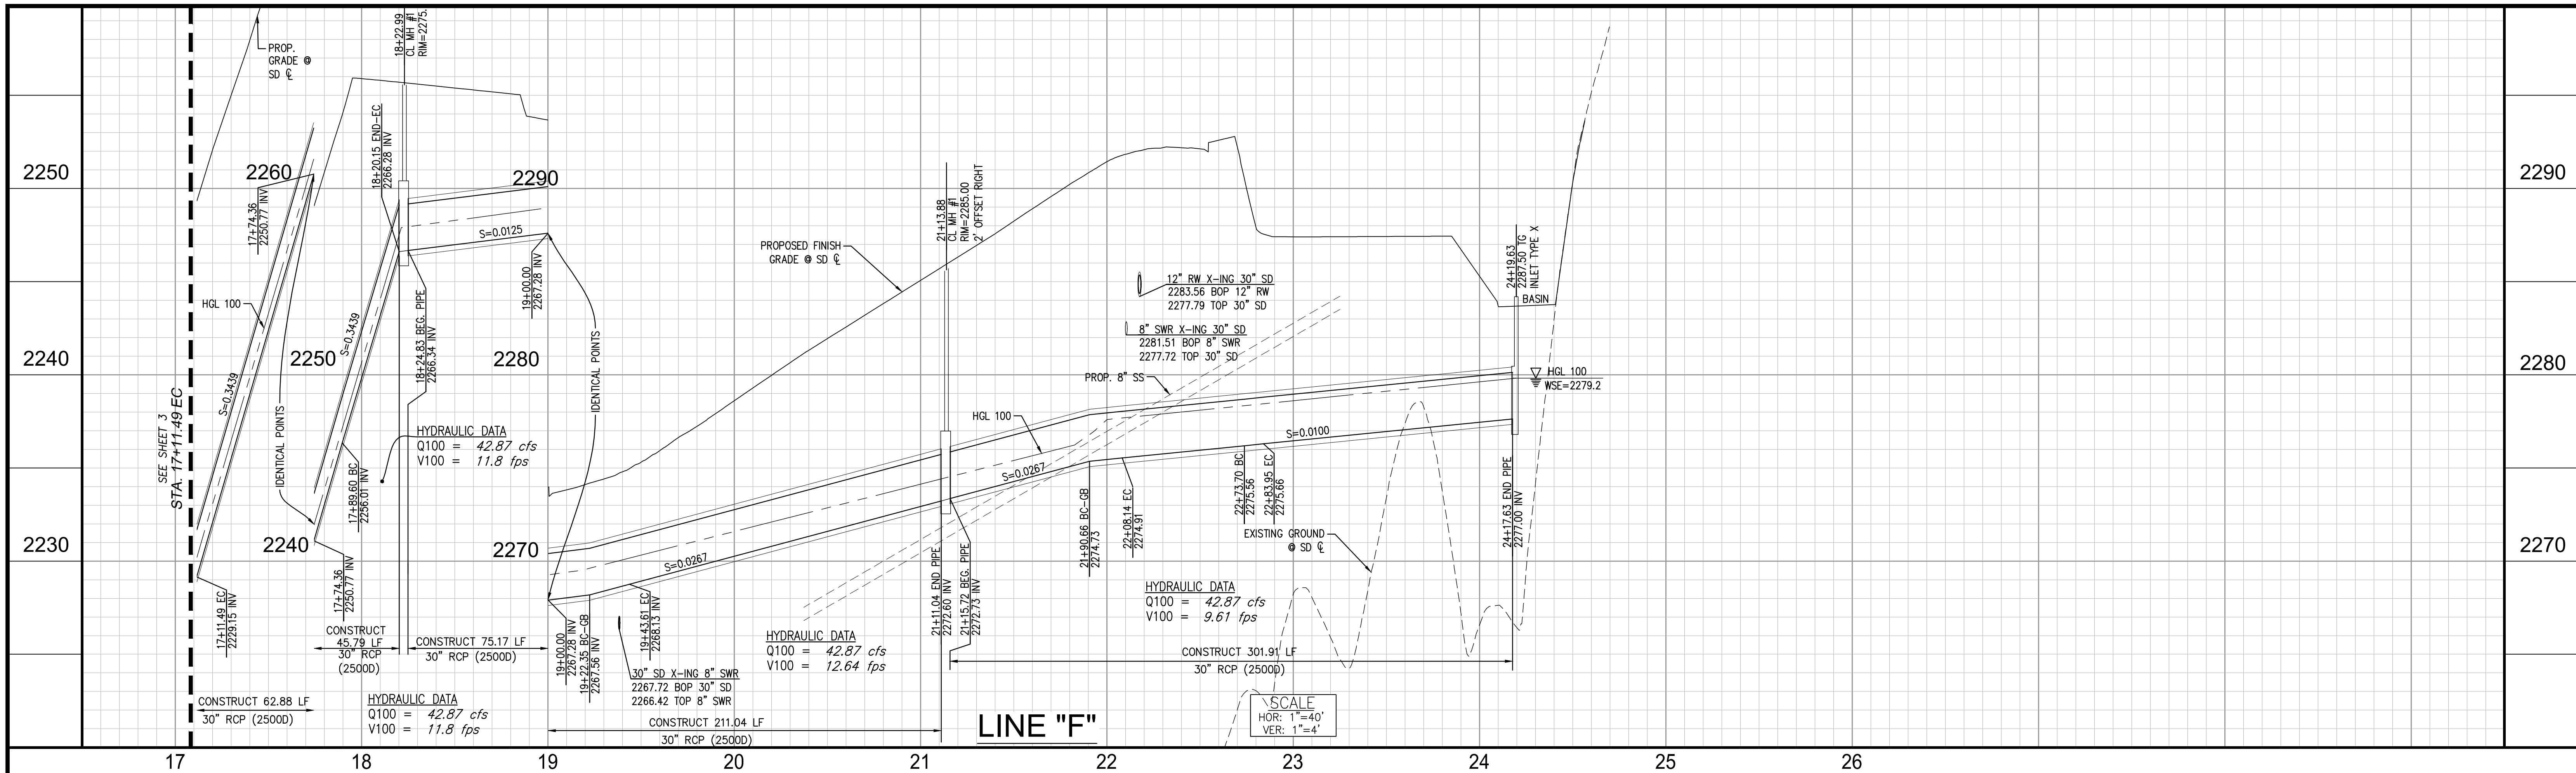 PROP.
GRADE @
SD ℄
18+22.99
CL MH #1
RIM=2275.
2250
2240
2230
SEE SHEET 3
STA. 17+11.49 EC
2260
2250
2240
17+74.36
2250.77 INV
HGL 100
S=0.3439
S=0.3439
IDENTICAL POINTS
17+11.49 EC
2229.15 INV
17+74.36
2250.77 INV
17+89.60 BC
2256.01 INV
18+20.15 END-EC
2266.28 INV
18+24.83 BEG. PIPE
2266.34 INV
S=0.0125
2290
2280
2270
19+00.00
2267.28 INV
IDENTICAL POINTS
HYDRAULIC DATA
Q100 = 42.87 cfs
V100 = 11.8 fps
CONSTRUCT 62.88 LF
30" RCP (2500D)
CONSTRUCT
45.79 LF
30" RCP
(2500D)
CONSTRUCT 75.17 LF
30" RCP (2500D)
HYDRAULIC DATA
Q100 = 42.87 cfs
V100 = 11.8 fps
19+00.00
2267.28 INV
19+22.35 BC-GB
2267.56 INV
19+43.61 EC
2268.13 INV
S=0.0267
30" SD X-ING 8" SWR
2267.72 BOP 30" SD
2266.42 TOP 8" SWR
CONSTRUCT 211.04 LF
30" RCP (2500D)
HYDRAULIC DATA
Q100 = 42.87 cfs
V100 = 12.64 fps
PROPOSED FINISH
GRADE @ SD ℄
21+13.88
CL MH #1
RIM=2285.00
2' OFFSET RIGHT
21+11.04 END PIPE
2272.60 INV
21+15.72 BEG. PIPE
2272.73 INV
HGL 100
S=0.0267
12" RW X-ING 30" SD
2283.56 BOP 12" RW
2277.79 TOP 30" SD
8" SWR X-ING 30" SD
2281.51 BOP 8" SWR
2277.72 TOP 30" SD
PROP. 8" SS
21+90.66 BC-GB
2274.73
22+08.14 EC
2274.91
22+73.70 BC
2275.56
22+83.95 EC
2275.66
S=0.0100
EXISTING GROUND
@ SD ℄
HYDRAULIC DATA
Q100 = 42.87 cfs
V100 = 9.61 fps
CONSTRUCT 301.91 LF
30" RCP (2500D)
24+19.63
2287.50 TG
INLET TYPE X
BASIN
HGL 100
WSE=2279.2
24+17.63 END PIPE
2277.00 INV
LINE "F"
SCALE
HOR: 1"=40'
VER: 1"=4'
2290
2280
2270
17 18 19 20 21 22 23 24 25 26